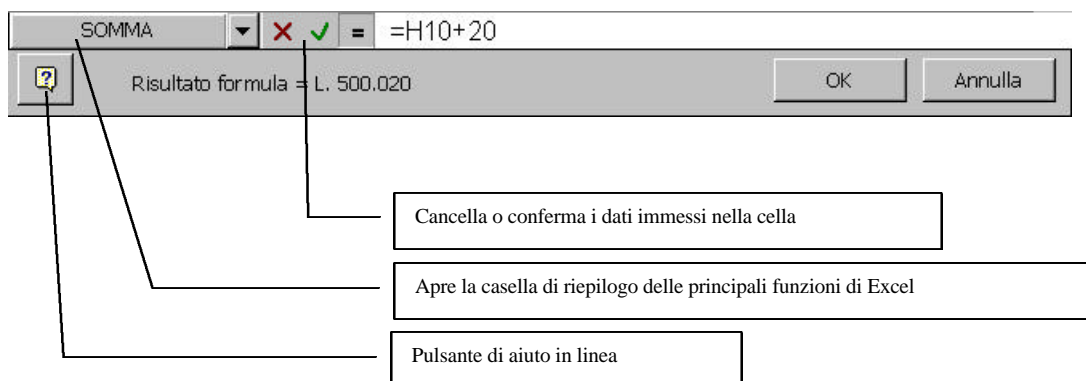 SOMMA = =H10+20
Risultato formula = L. 500.020 OK Annulla
Cancella o conferma i dati immessi nella cella
Apre la casella di riepilogo delle principali funzioni di Excel
Pulsante di aiuto in linea